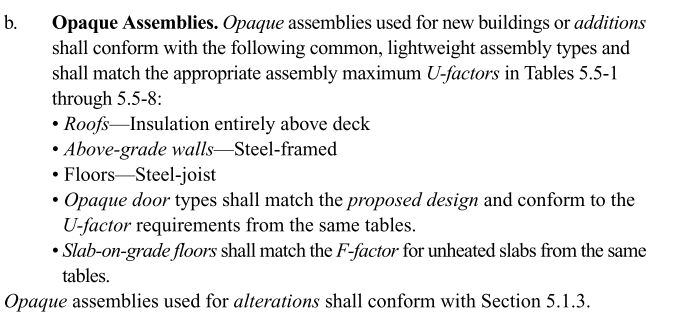 b. Opaque Assemblies. Opaque assemblies used for new buildings or additions
shall conform with the following common, lightweight assembly types and
shall match the appropriate assembly maximum U-factors in Tables 5.5-1
through 5.5-8:
• Roofs—Insulation entirely above deck
• Above-grade walls—Steel-framed
• Floors—Steel-joist
• Opaque door types shall match the proposed design and conform to the
U-factor requirements from the same tables.
• Slab-on-grade floors shall match the F-factor for unheated slabs from the same
tables.
Opaque assemblies used for alterations shall conform with Section 5.1.3.